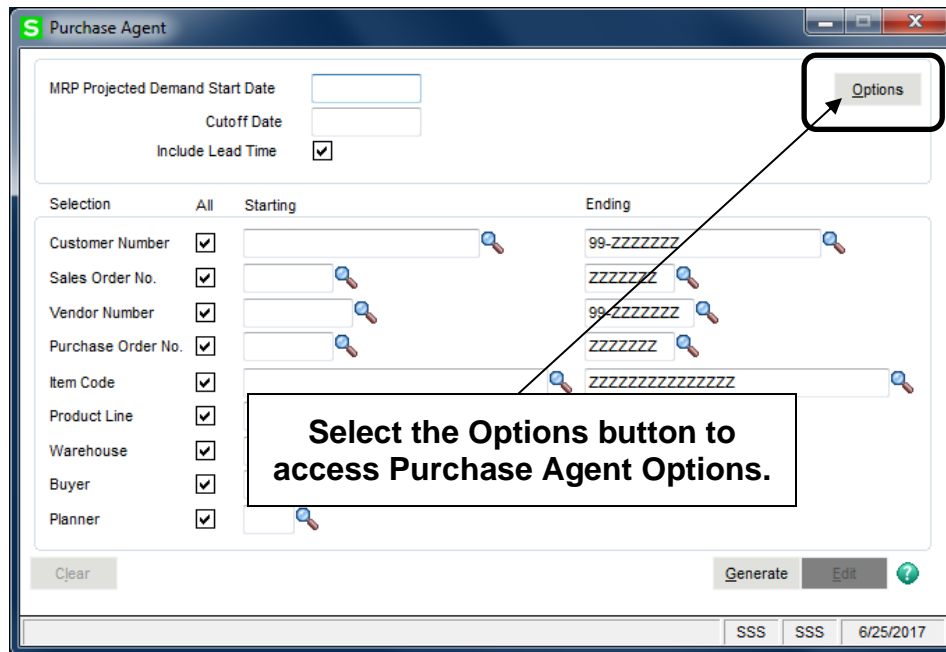 S Purchase Agent
MRP Projected Demand Start Date
Options
Cutoff Date
Include Lead Time
Selection All Starting Ending
Customer Number 99-ZZZZZZZ
Sales Order No. ZZZZZZZ
Vendor Number 99-ZZZZZZZ
Purchase Order No. ZZZZZZZ
Item Code ZZZZZZZZZZZZZZZ
Product Line
Warehouse
Buyer
Planner
Select the Options button to
access Purchase Agent Options.
Clear Generate Edit ?
SSS SSS 6/25/2017